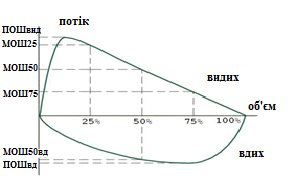 потік
ПОШвид
МОШ25
МОШ50
МОШ75
видих
об'єм
25% 50% 75% 100%
МОШ50вд
ПОШвд
вдих